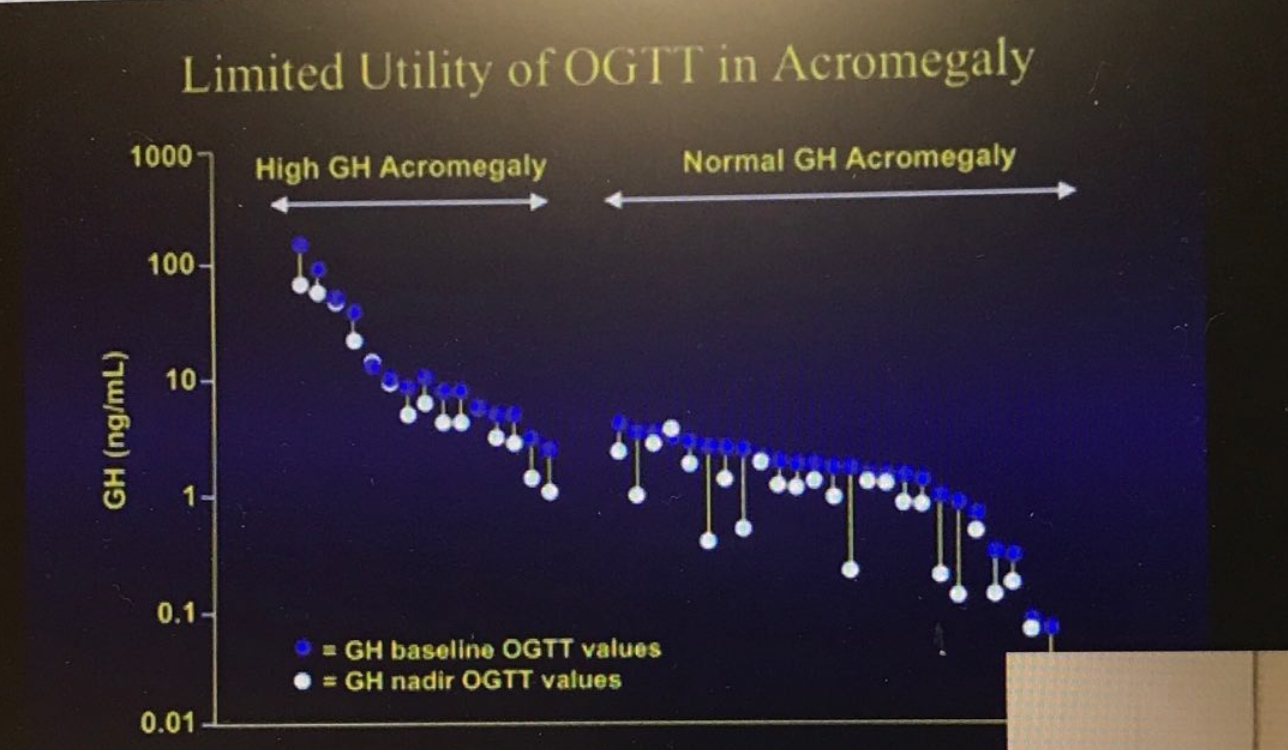 Limited Utility of OGTT in Acromegaly
1000
High GH Acromegaly
Normal GH Acromegaly
100
10
GH (ng/mL)
1
0.1
= GH baseline OGTT values
= GH nadir OGTT values
0.01